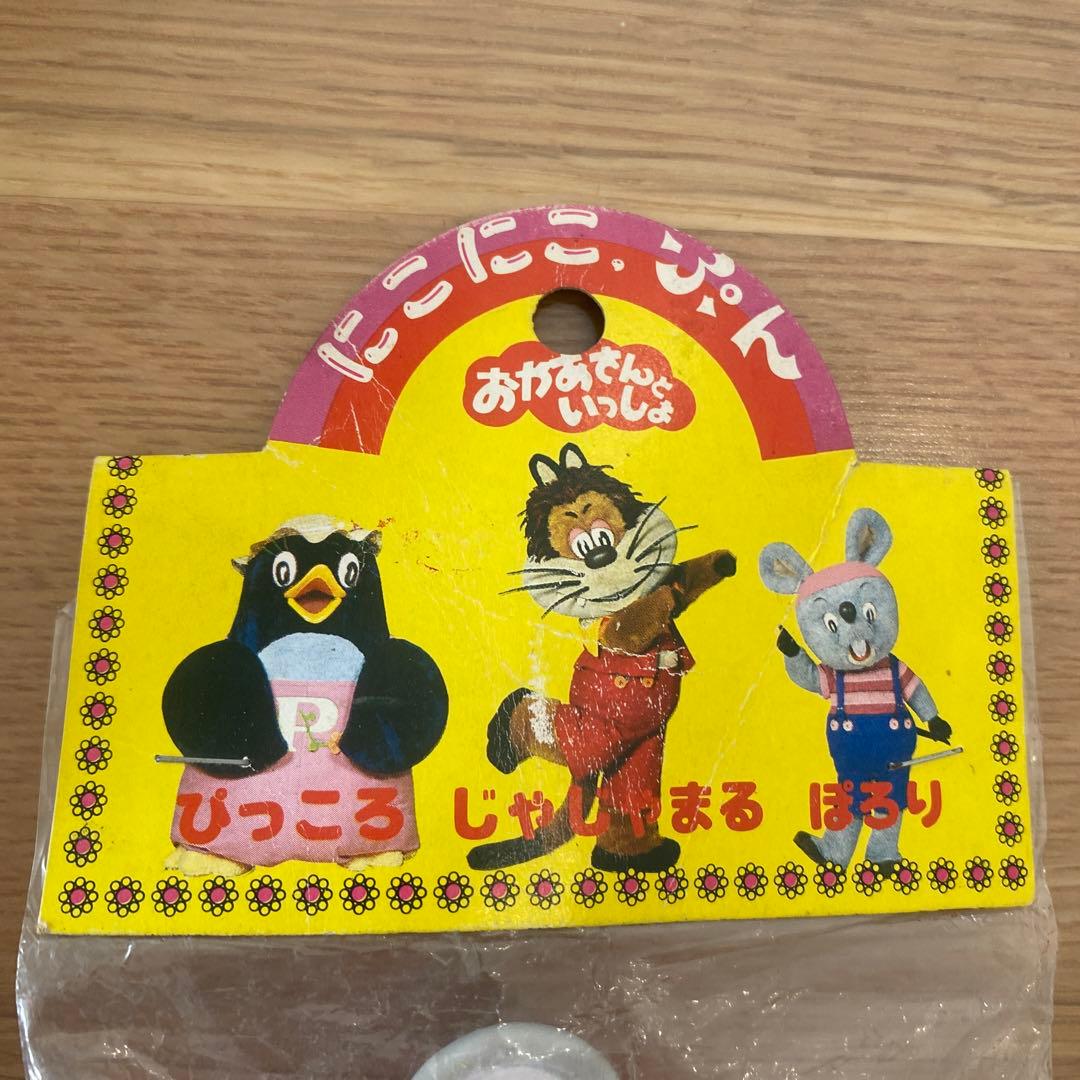 にこにこ、ぷん
おかあさんと
いっしょ
P
ぴっころ じゃじゃまる ぽろり